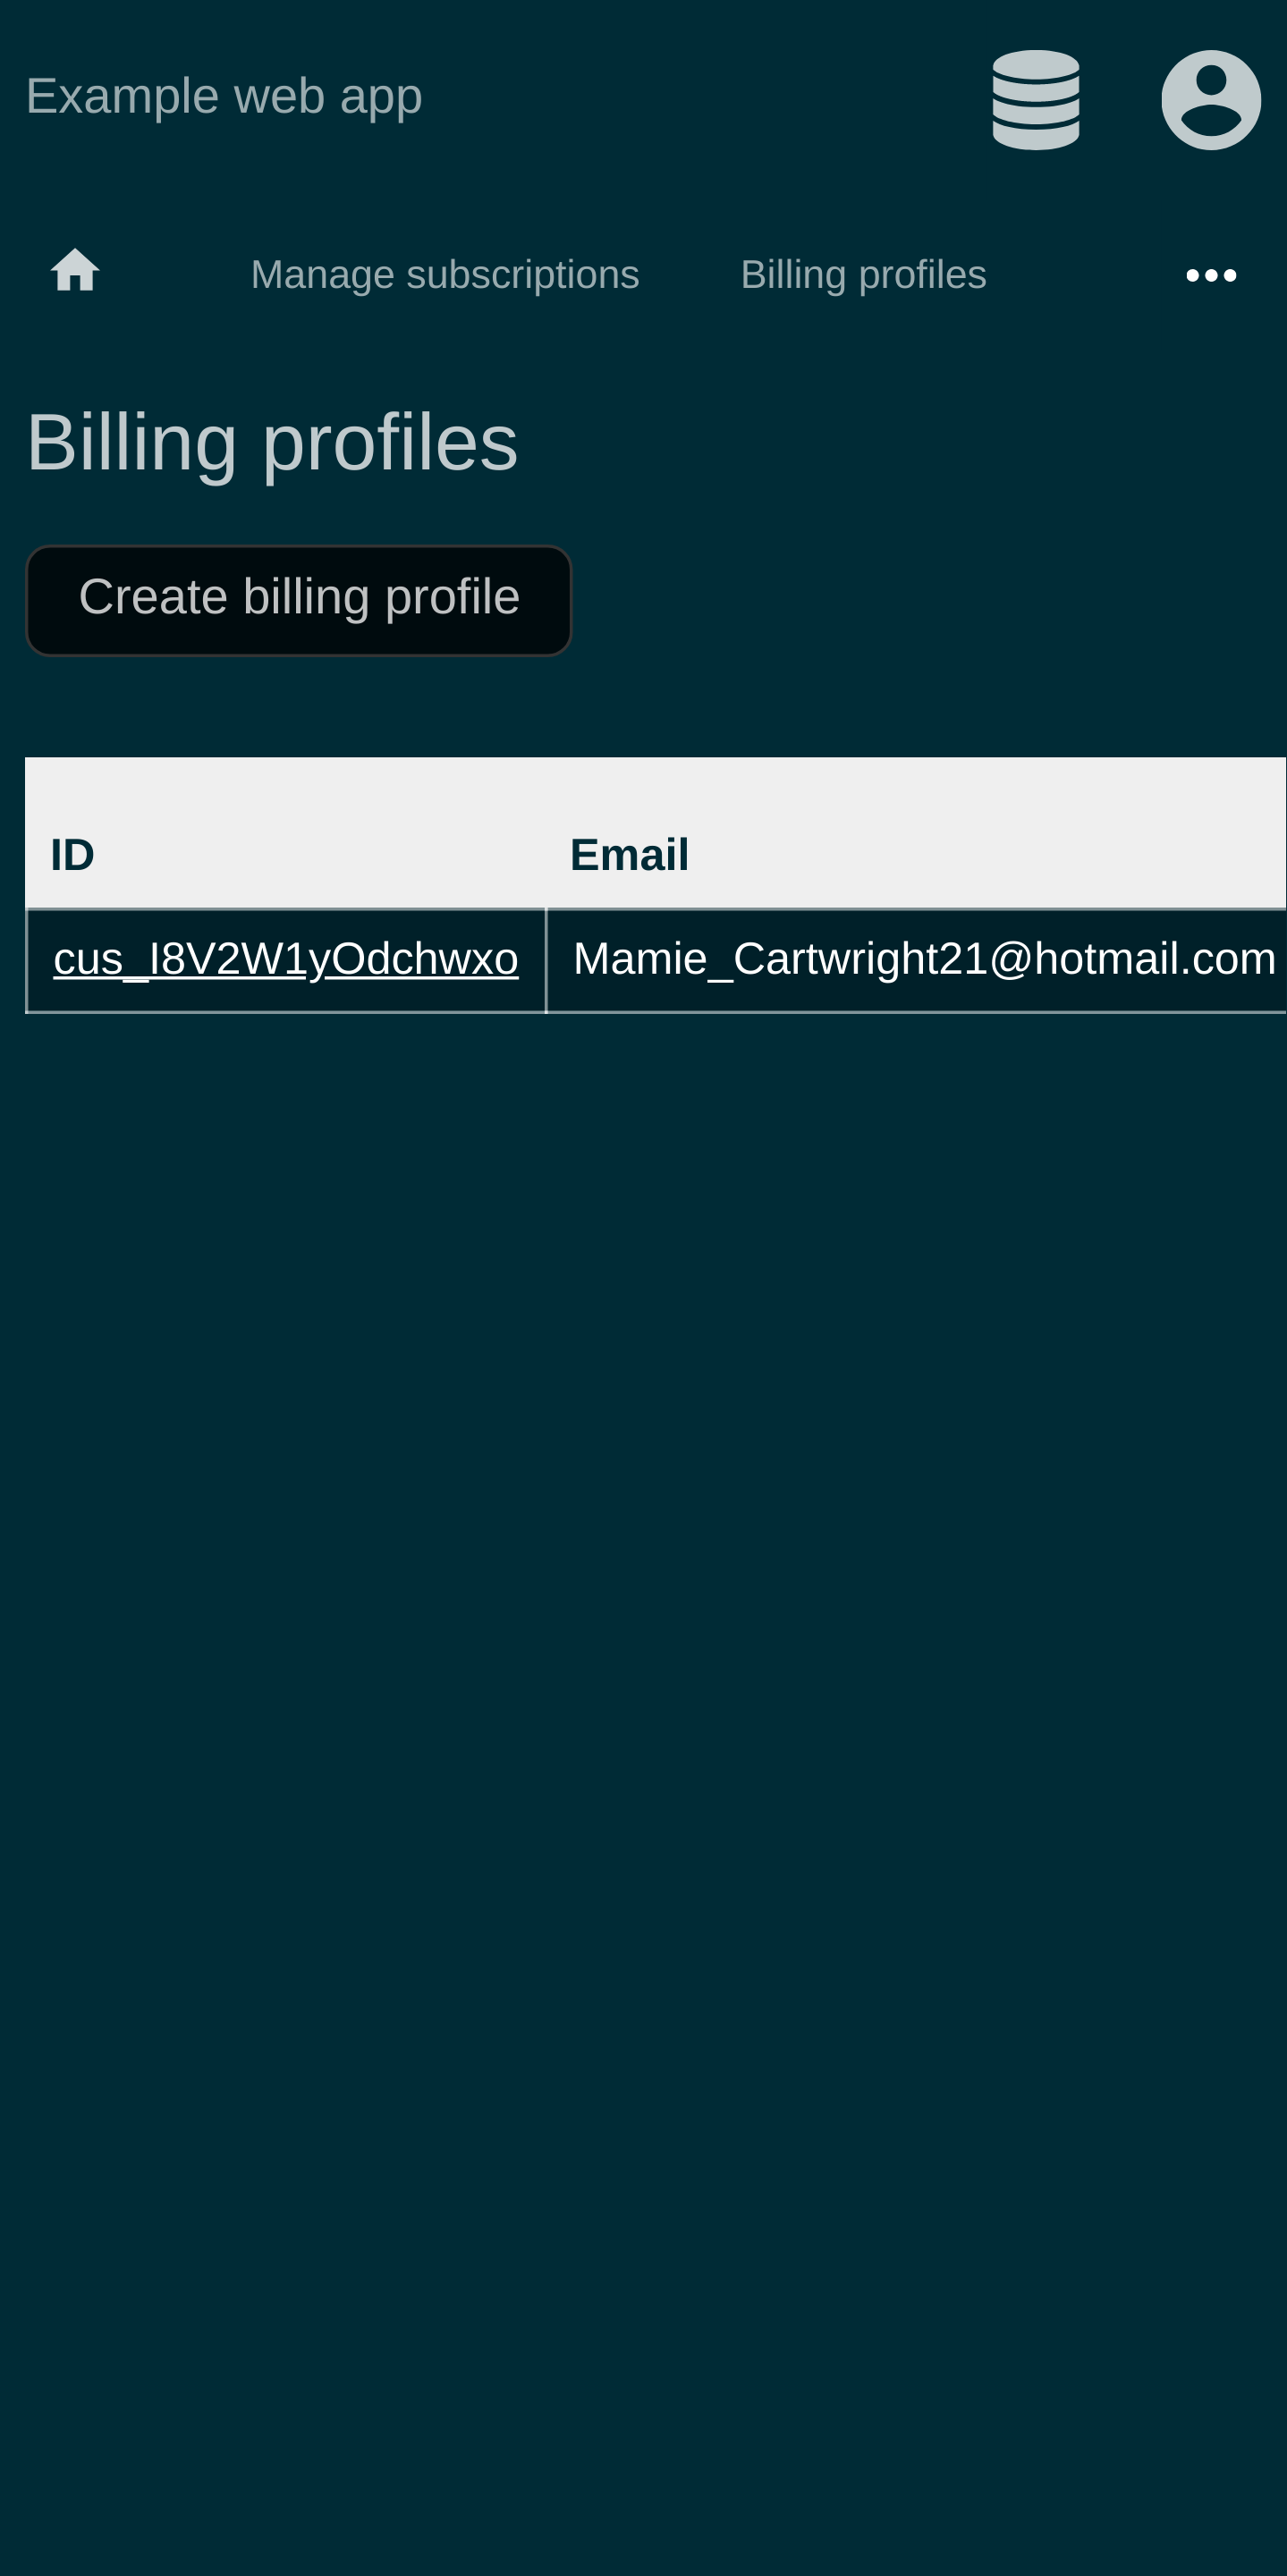 Example web app
Manage subscriptions Billing profiles
Billing profiles
Create billing profile
ID Email
cus_I8V2W1yOdchwxo Mamie_Cartwright21@hotmail.com